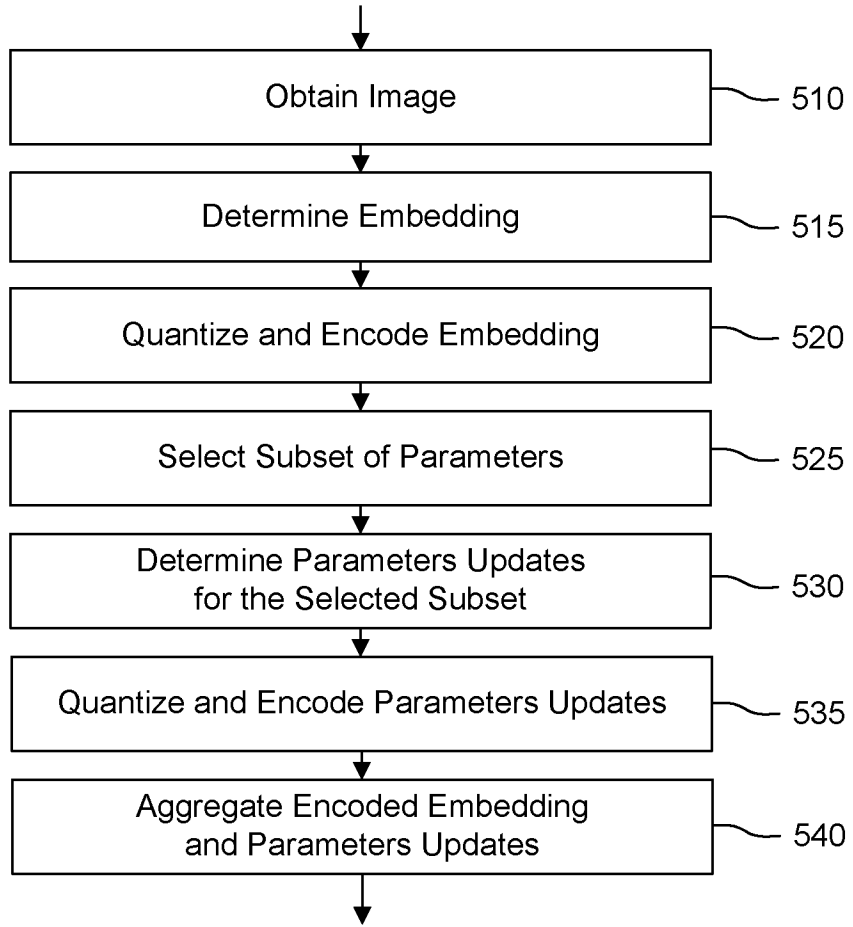 Obtain Image
510
Determine Embedding
515
Quantize and Encode Embedding
520
Select Subset of Parameters
525
Determine Parameters Updates
for the Selected Subset
530
Quantize and Encode Parameters Updates
535
Aggregate Encoded Embedding
and Parameters Updates
540